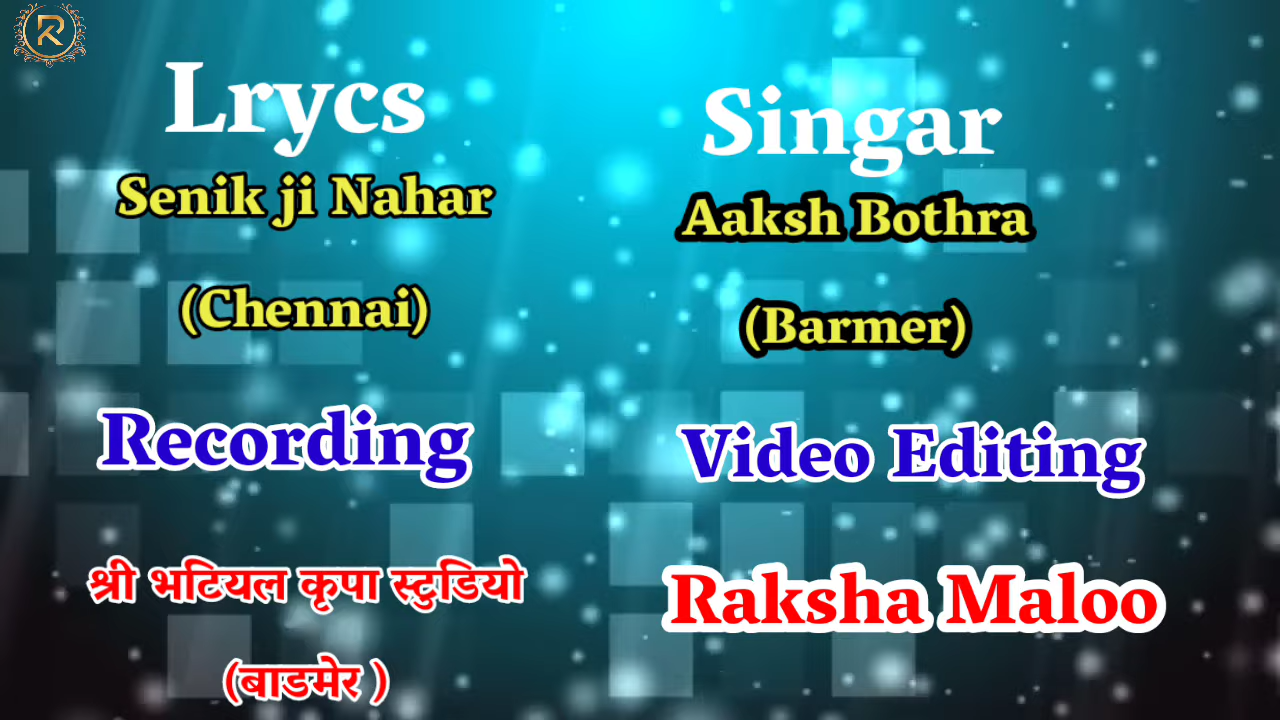 Lrycs
Senik ji Nahar
(Chennai)
Singar
Aaksh Bothra
(Barmer)
Recording
श्री भटियल कृपा स्टुडियो
(बाडमेर )
Video Editing
Raksha Maloo